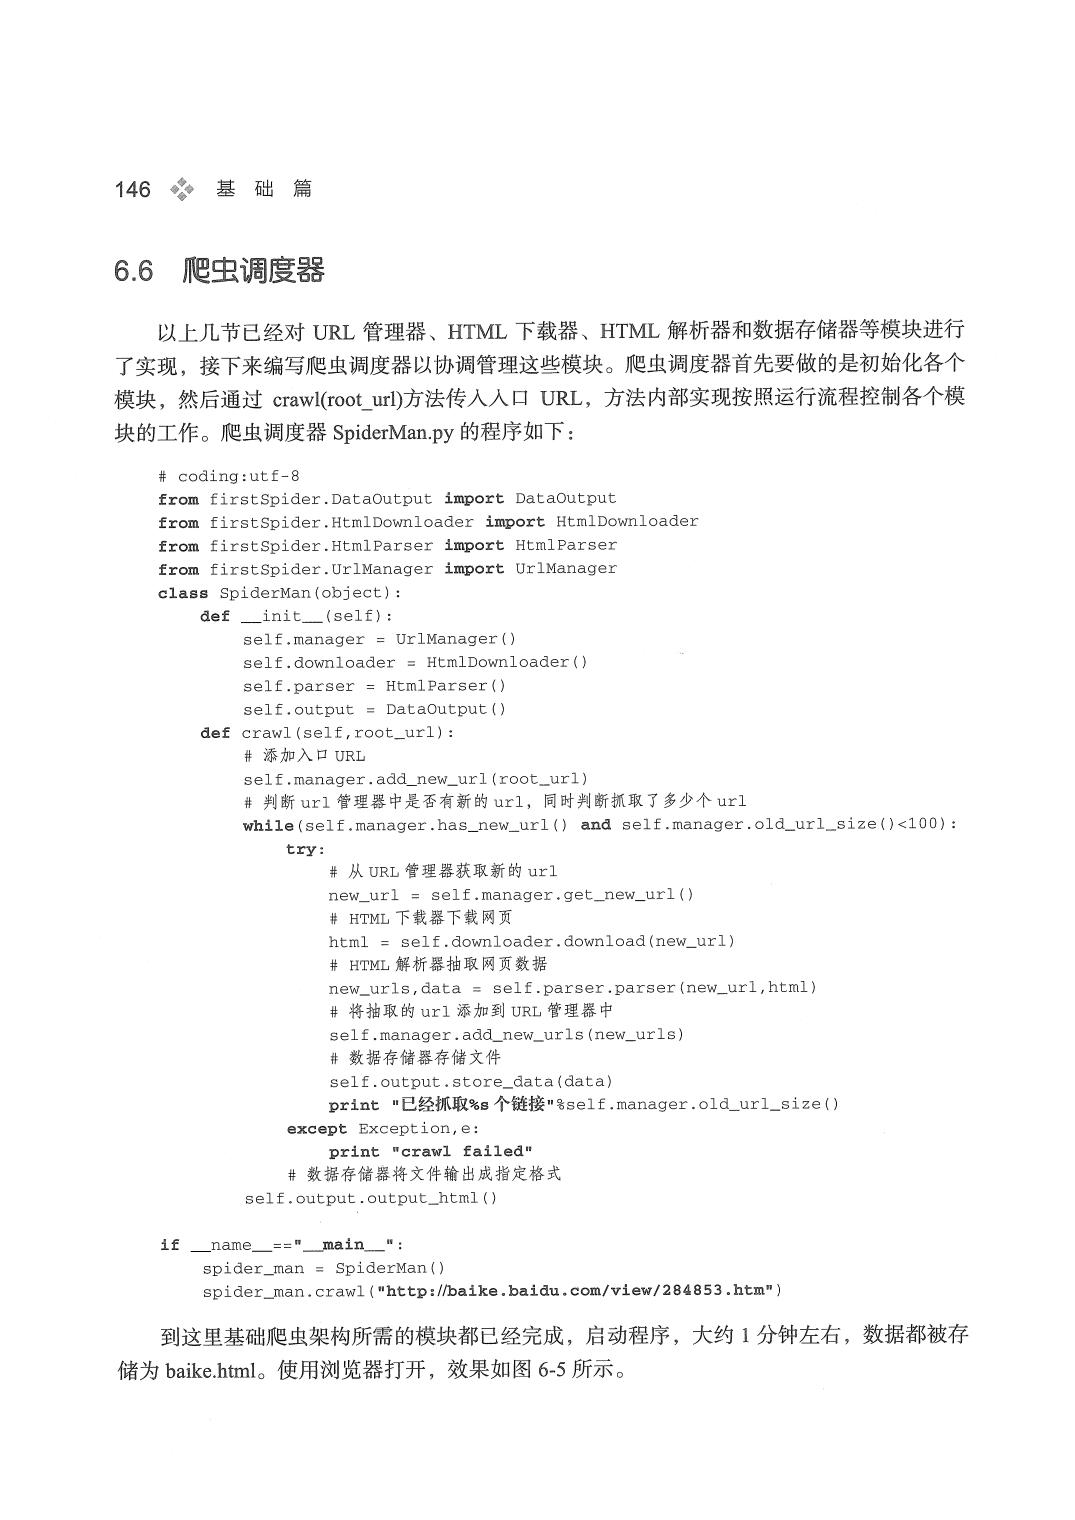 146 基 础 篇
6.6 爬虫调度器
以上几节已经对 URL 管理器、HTML 下载器、HTML 解析器和数据存储器等模块进行
了实现，接下来编写爬虫调度器以协调管理这些模块。爬虫调度器首先要做的是初始化各个
模块，然后通过 crawl(root_url)方法传入入口 URL，方法内部实现按照运行流程控制各个模
块的工作。爬虫调度器 SpiderMan.py 的程序如下：
# coding:utf-8
from firstSpider.DataOutput import DataOutput
from firstSpider.HtmlDownloader import HtmlDownloader
from firstSpider.HtmlParser import HtmlParser
from firstSpider.UrlManager import UrlManager
class SpiderMan(object):
    def __init__(self):
        self.manager = UrlManager()
        self.downloader = HtmlDownloader()
        self.parser = HtmlParser()
        self.output = DataOutput()
    def crawl(self,root_url):
        # 添加入口 URL
        self.manager.add_new_url(root_url)
        # 判断 url 管理器中是否有新的 url，同时判断抓取了多少个 url
        while(self.manager.has_new_url() and self.manager.old_url_size()<100):
            try:
                # 从 URL 管理器获取新的 url
                new_url = self.manager.get_new_url()
                # HTML 下载器下载网页
                html = self.downloader.download(new_url)
                # HTML 解析器抽取网页数据
                new_urls,data = self.parser.parser(new_url,html)
                # 将抽取的 url 添加到 URL 管理器中
                self.manager.add_new_urls(new_urls)
                # 数据存储器存储文件
                self.output.store_data(data)
                print "已经抓取%s 个链接"%self.manager.old_url_size()
            except Exception,e:
                print "crawl failed"
            # 数据存储器将文件输出成指定格式
        self.output.output_html()
if __name__=="__main__":
    spider_man = SpiderMan()
    spider_man.crawl("http://baike.baidu.com/view/284853.htm")
到这里基础爬虫架构所需的模块都已经完成，启动程序，大约 1 分钟左右，数据都被存
储为 baike.html。使用浏览器打开，效果如图 6-5 所示。